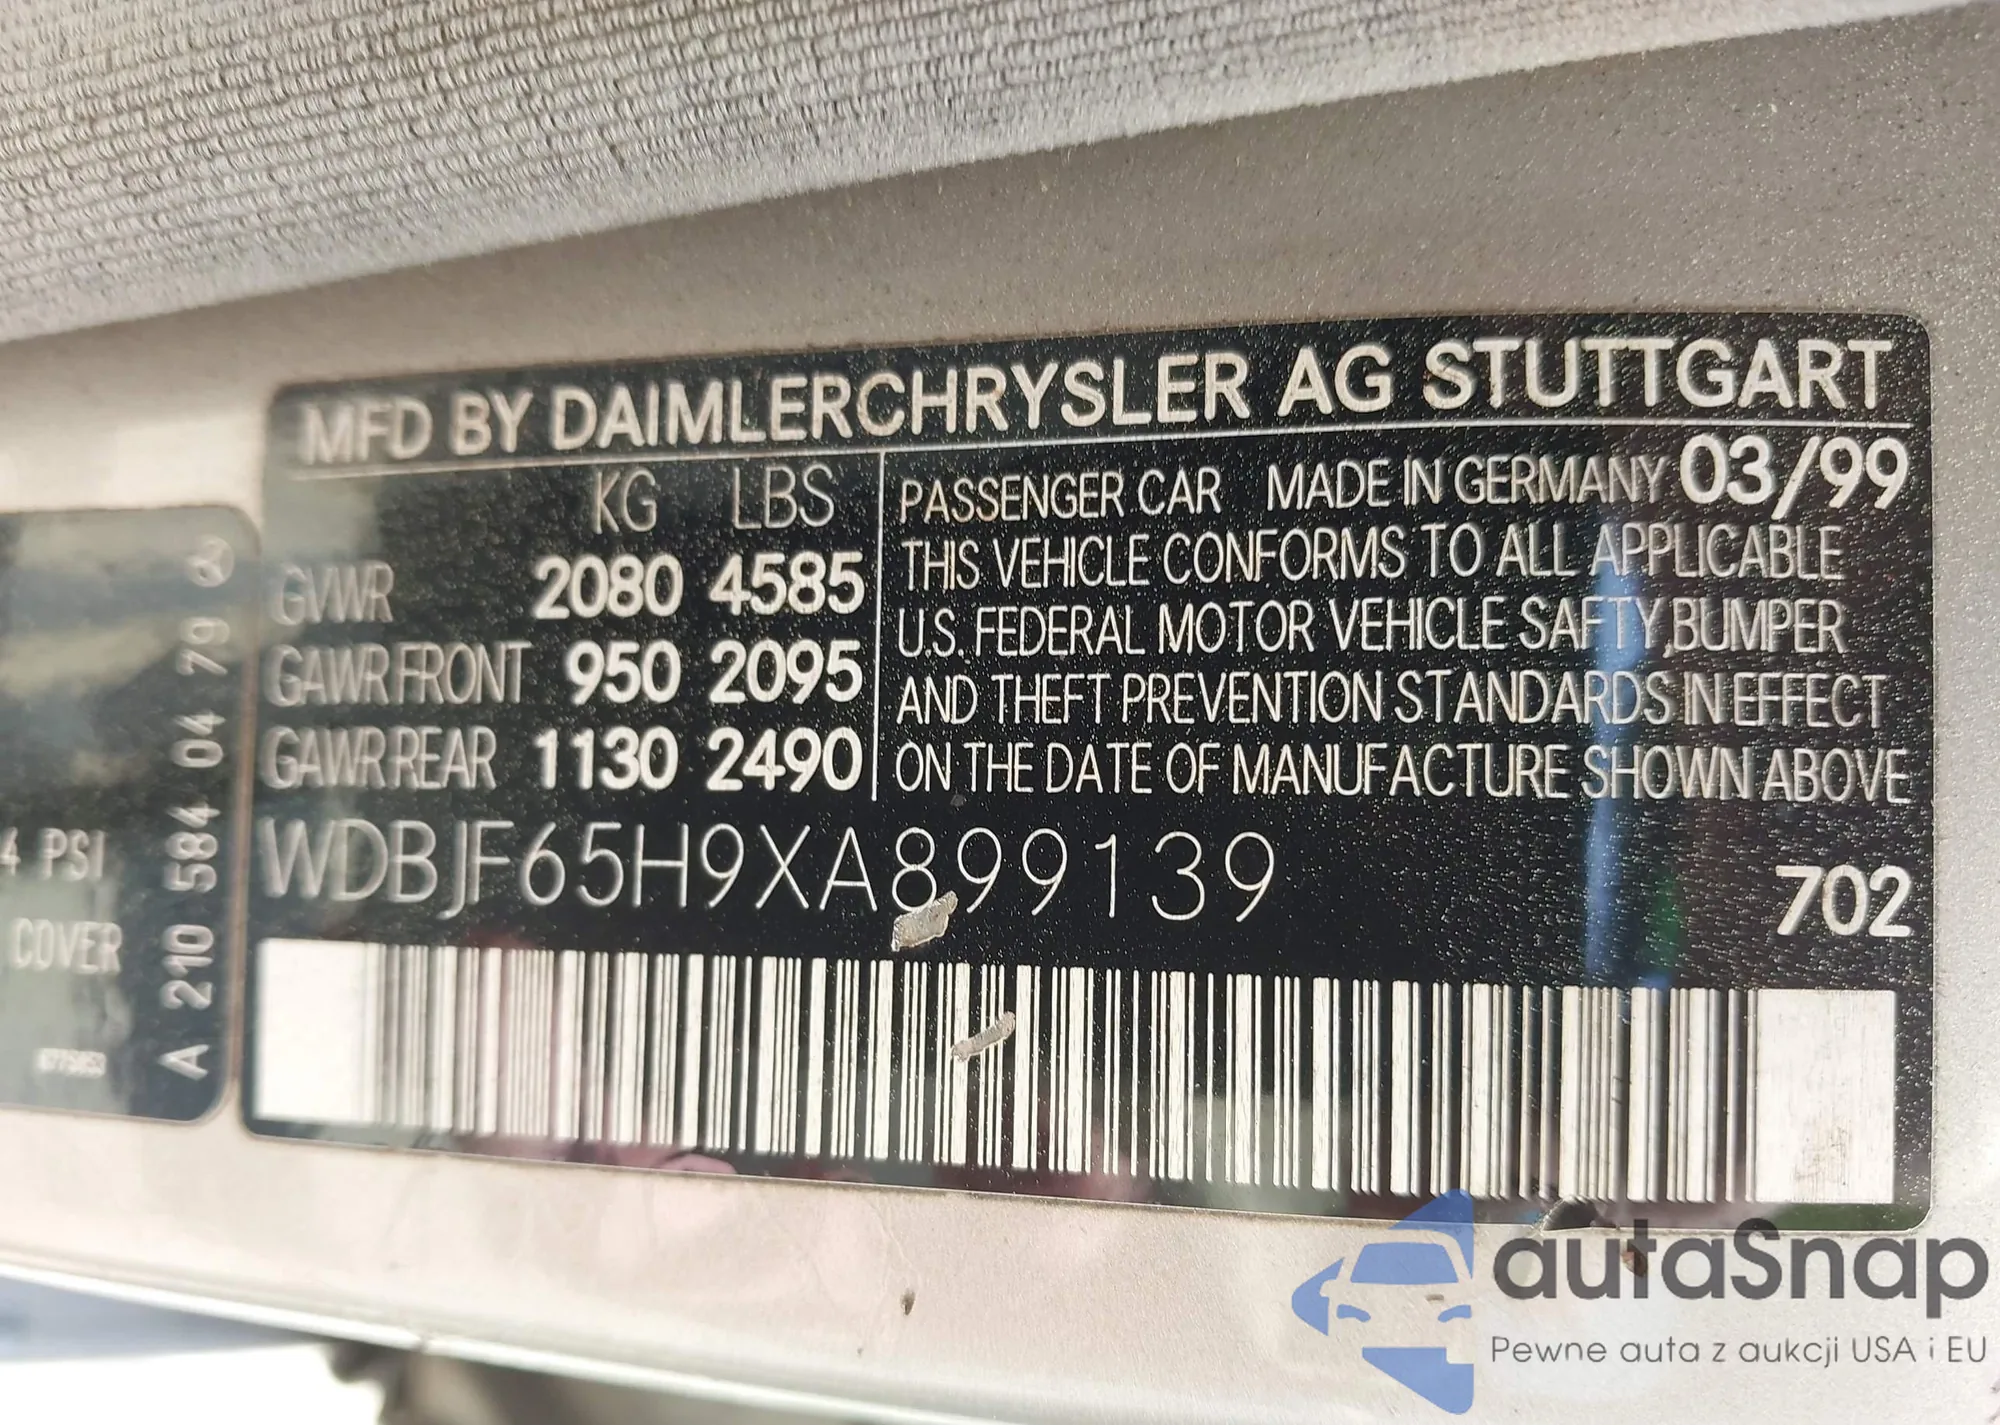 MFD BY DAIMLERCHRYSLER AG STUTTGART
KG LBS
GVWR 2080 4585
GAWR FRONT 950 2095
GAWR REAR 1130 2490
PASSENGER CAR MADE IN GERMANY 03/99
THIS VEHICLE CONFORMS TO ALL APPLICABLE
U.S. FEDERAL MOTOR VEHICLE SAFTY,BUMPER
AND THEFT PREVENTION STANDARDS IN EFFECT
ON THE DATE OF MANUFACTURE SHOWN ABOVE
WDBJF65H9XA899139
702
4 PSI
COVER
A 210 584 04 79
autaSnap
Pewne auta z aukcji USA i EU